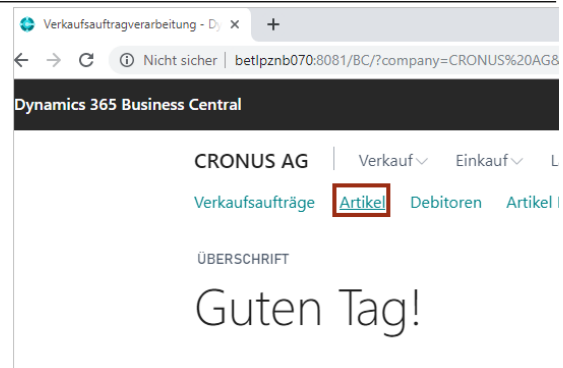 Verkaufsauftragverarbeitung - Dy
Nicht sicher | betlpznb070:8081/BC/?company=CRONUS%20AG&
Dynamics 365 Business Central
CRONUS AG Verkauf Einkauf L
Verkaufsaufträge Artikel Debitoren Artikel
ÜBERSCHRIFT
Guten Tag!